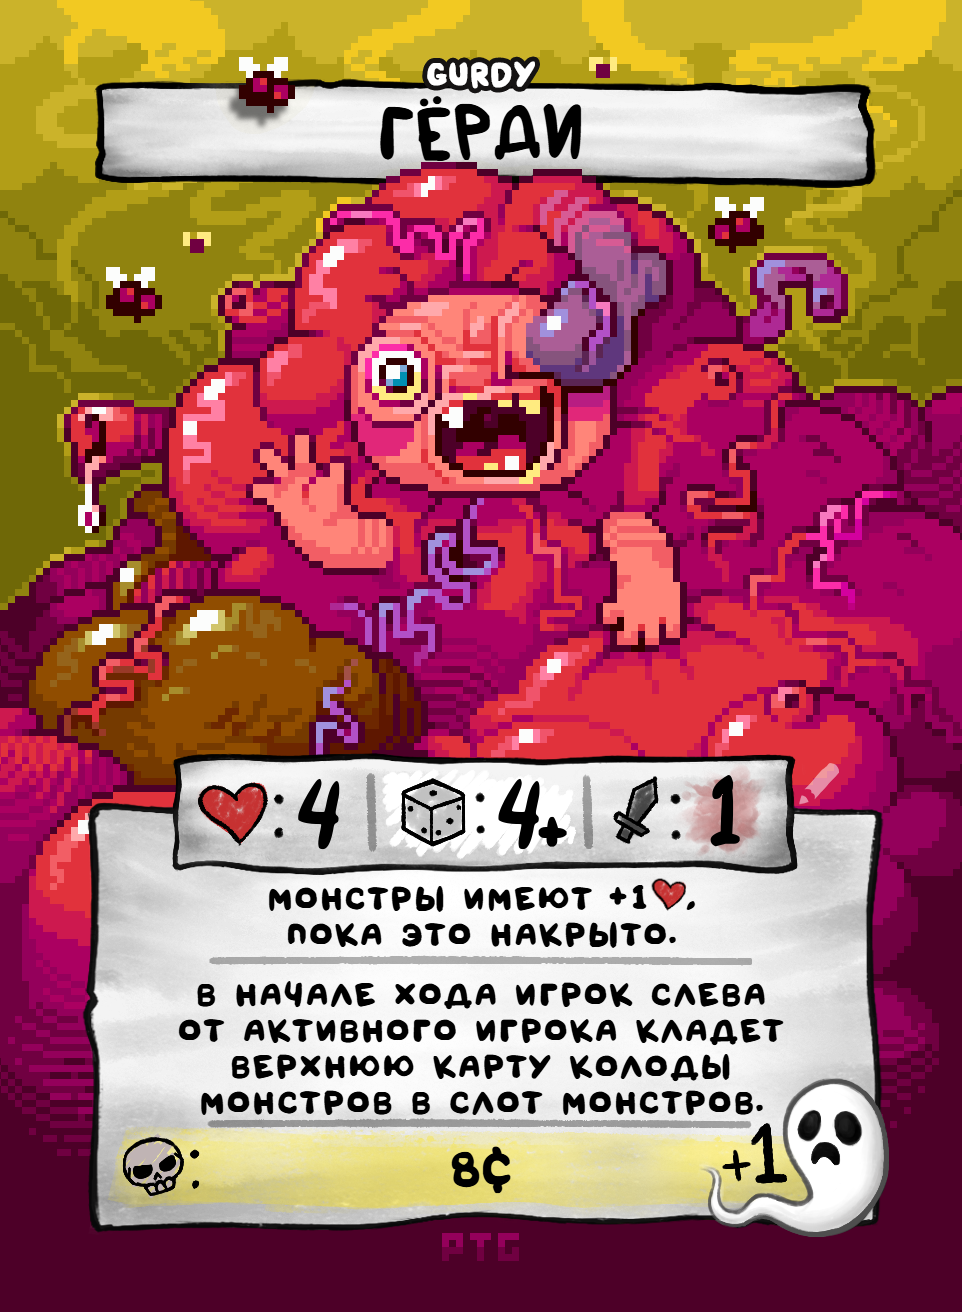 GURDY
ГЁРДИ
: 4 : 4+ : 1
МОНСТРЫ ИМЕЮТ +1,
ПОКА ЭТО НАКРЫТО.
В НАЧАЛЕ ХОДА ИГРОК СЛЕВА
ОТ АКТИВНОГО ИГРОКА КЛАДЕТ
ВЕРХНЮЮ КАРТУ КОЛОДЫ
МОНСТРОВ В СЛОТ МОНСТРОВ.
: 8¢ +1
PTG